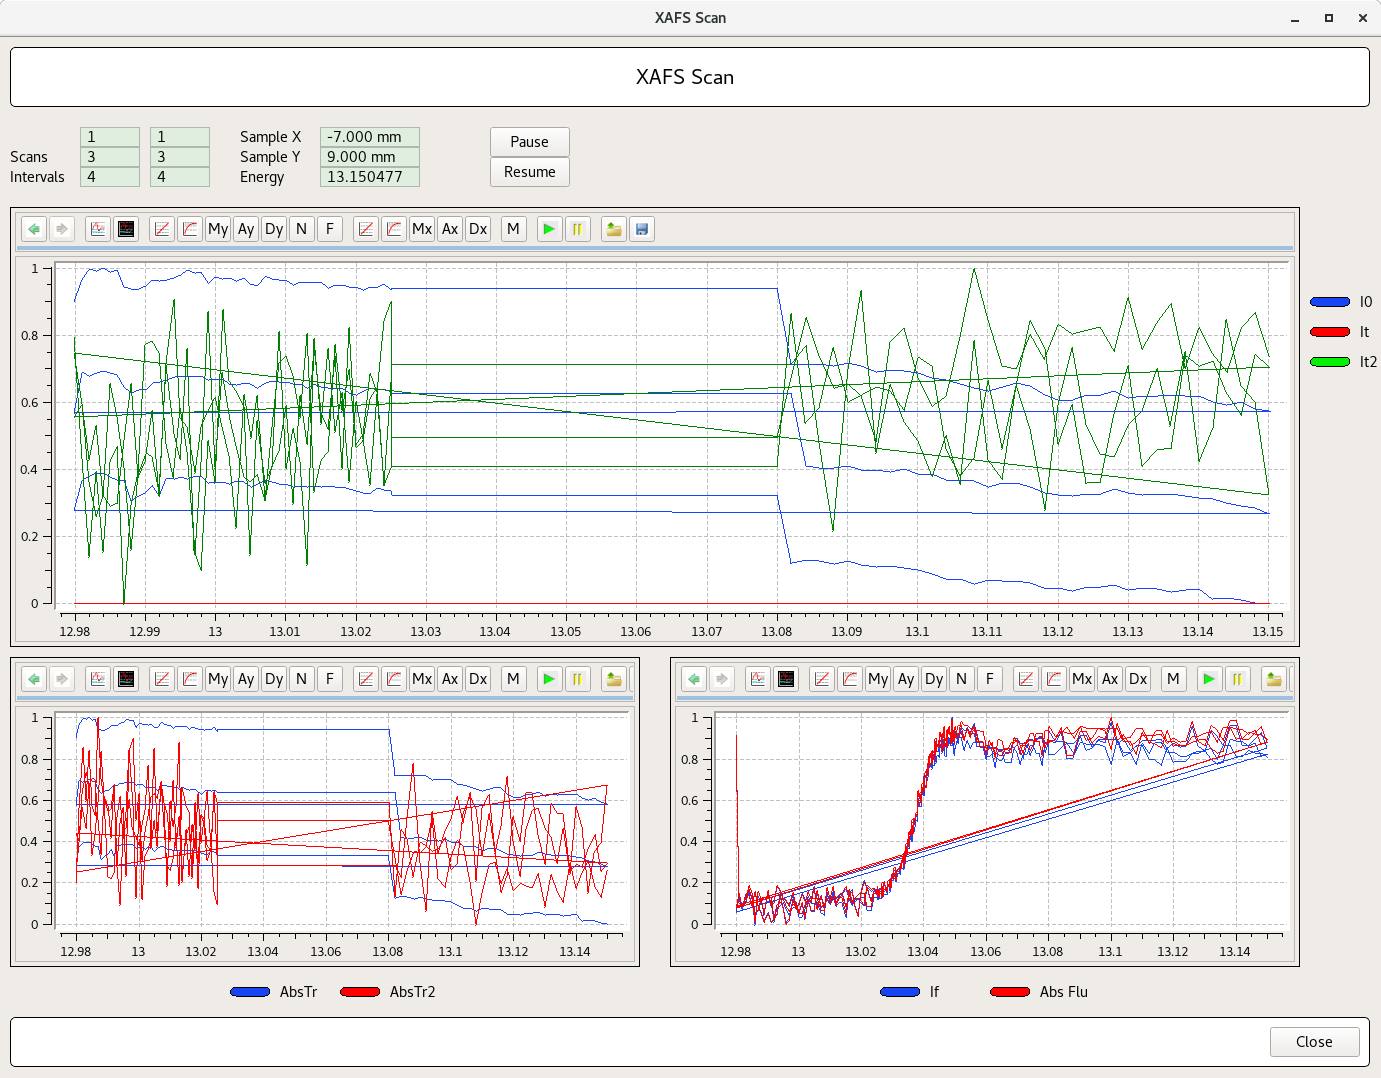 XAFS Scan
XAFS Scan
1 1 Sample X -7.000 mm Pause
Scans 3 3 Sample Y 9.000 mm
Intervals 4 4 Energy 13.150477 Resume
My Ay Dy N F Mx Ax Dx M
1
0.8
0.6
0.4
0.2
0
12.98 12.99 13 13.01 13.02 13.03 13.04 13.05 13.06 13.07 13.08 13.09 13.1 13.11 13.12 13.13 13.14 13.15
I0
It
It2
My Ay Dy N F Mx Ax Dx M
1
0.8
0.6
0.4
0.2
0
12.98 13 13.02 13.04 13.06 13.08 13.1 13.12 13.14
AbsTr AbsTr2
My Ay Dy N F Mx Ax Dx M
1
0.8
0.6
0.4
0.2
0
12.98 13 13.02 13.04 13.06 13.08 13.1 13.12 13.14
If Abs Flu
Close